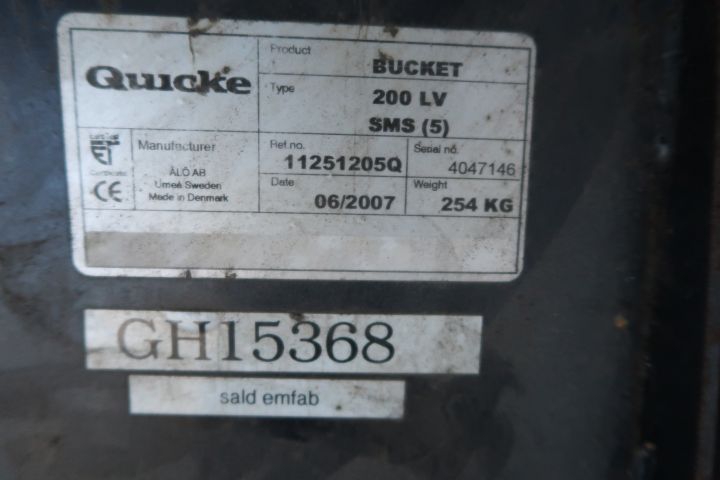 Quicke
Product
BUCKET
Type
200 LV
SMS (5)
Manufacturer
ÅLÖ AB
Umeå Sweden
Made in Denmark
CE
Ref.no.
11251205Q
Serial no.
4047146
Date
06/2007
Weight
254 KG
GH15368
sald emfab